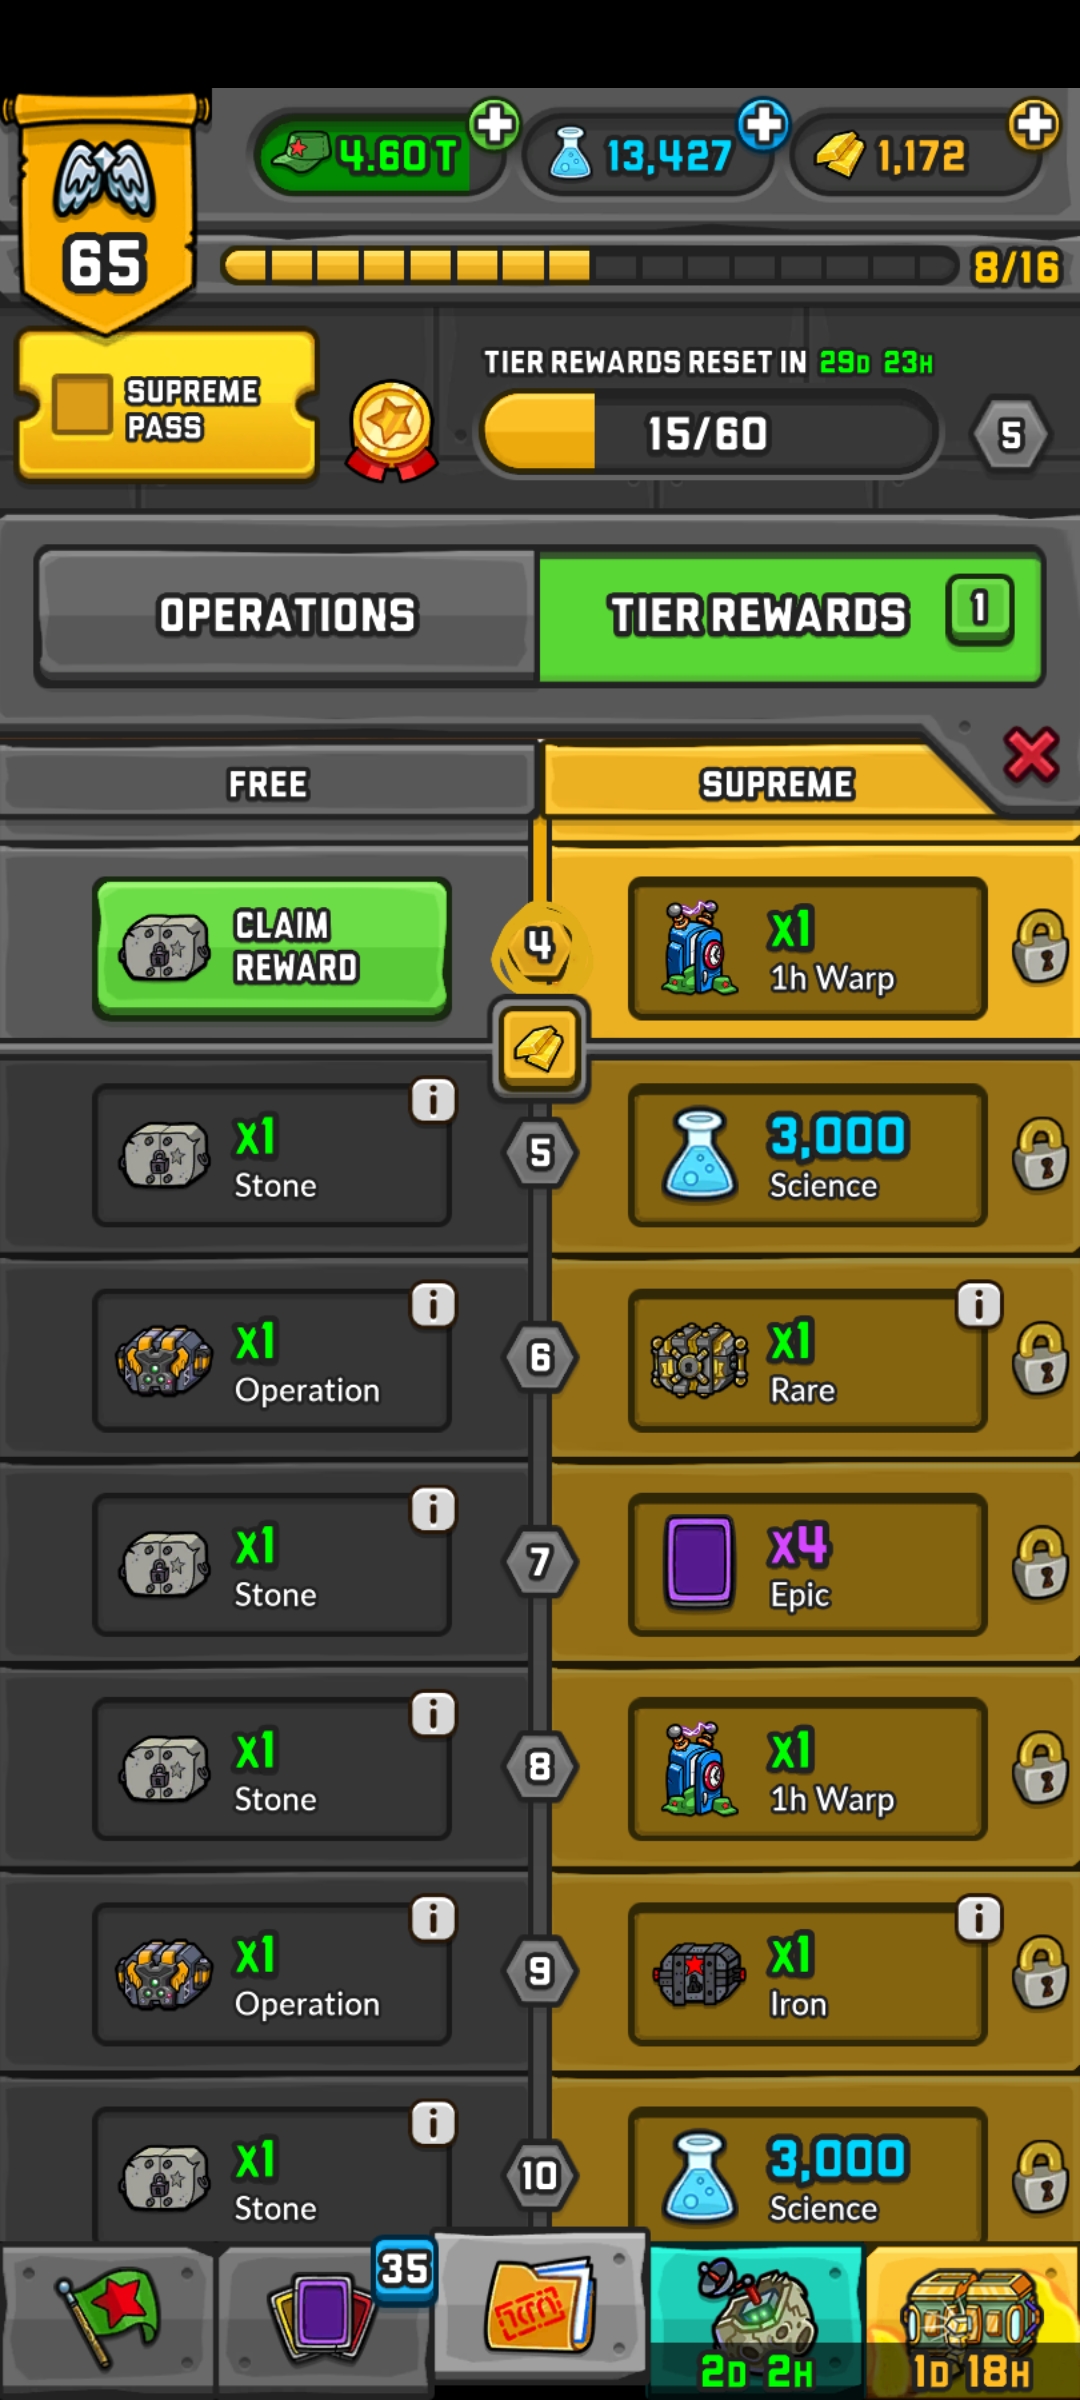 4.60 T
13,427
1,172
65
8/16
SUPREME
PASS
TIER REWARDS RESET IN 29D 23H
15/60
5
OPERATIONS
TIER REWARDS
1
FREE
SUPREME
CLAIM
REWARD
4
x1
1h Warp
x1
Stone
i
5
3,000
Science
x1
Operation
i
6
x1
Rare
i
x1
Stone
i
7
x4
Epic
x1
Stone
i
8
x1
1h Warp
x1
Operation
i
9
x1
Iron
i
x1
Stone
i
10
3,000
Science
35
2D 2H
1D 18H